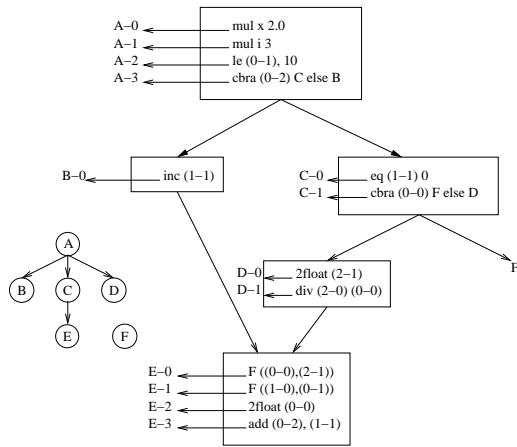 A–0 mul x 2.0
A–1 mul i 3
A–2 le (0–1), 10
A–3 cbra (0–2) C else B
B–0 inc (1–1)
C–0 eq (1–1) 0
C–1 cbra (0–0) F else D
A
B C D
E F
F
D–0 2float (2–1)
D–1 div (2–0) (0–0)
E–0 F ((0–0),(2–1))
E–1 F ((1–0),(0–1))
E–2 2float (0–0)
E–3 add (0–2), (1–1)